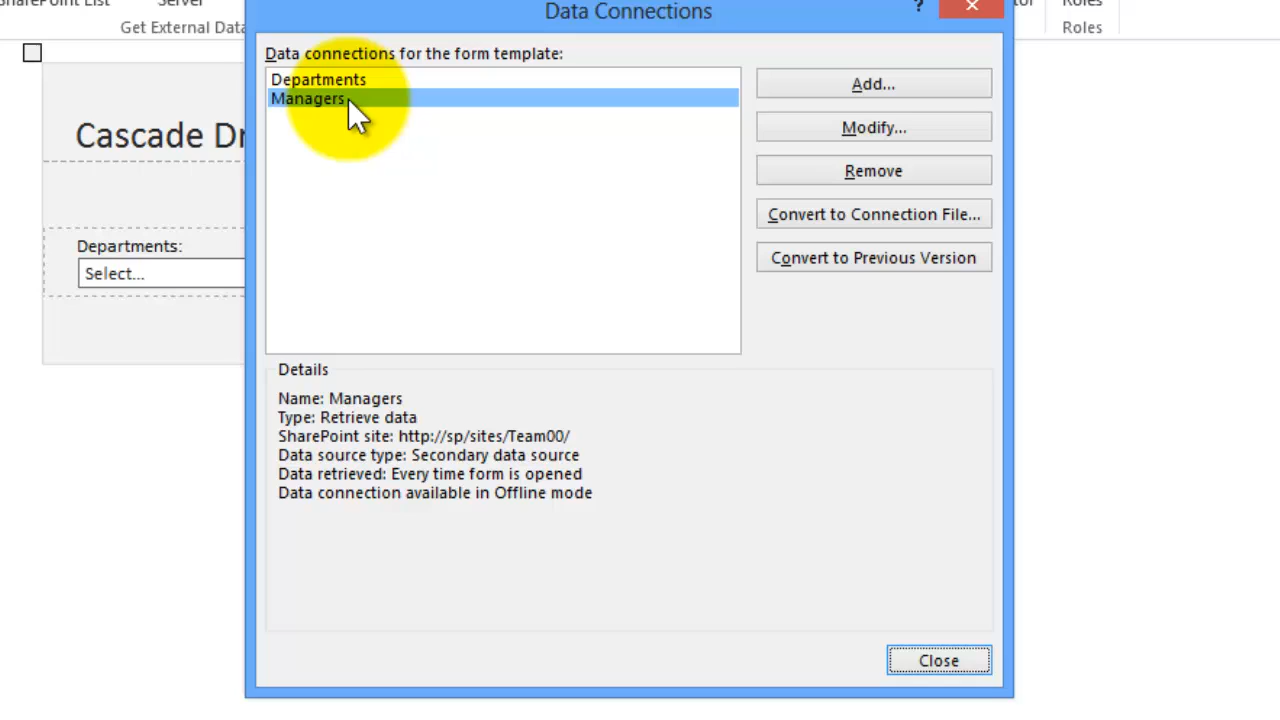 SharePoint List Server
Get External Data
Roles
Roles
Data Connections
?
Data connections for the form template:
Departments
Managers
Add...
Modify...
Remove
Convert to Connection File...
Convert to Previous Version
Cascade Dr
Departments:
Select...
Details
Name: Managers
Type: Retrieve data
SharePoint site: http://sp/sites/Team00/
Data source type: Secondary data source
Data retrieved: Every time form is opened
Data connection available in Offline mode
Close